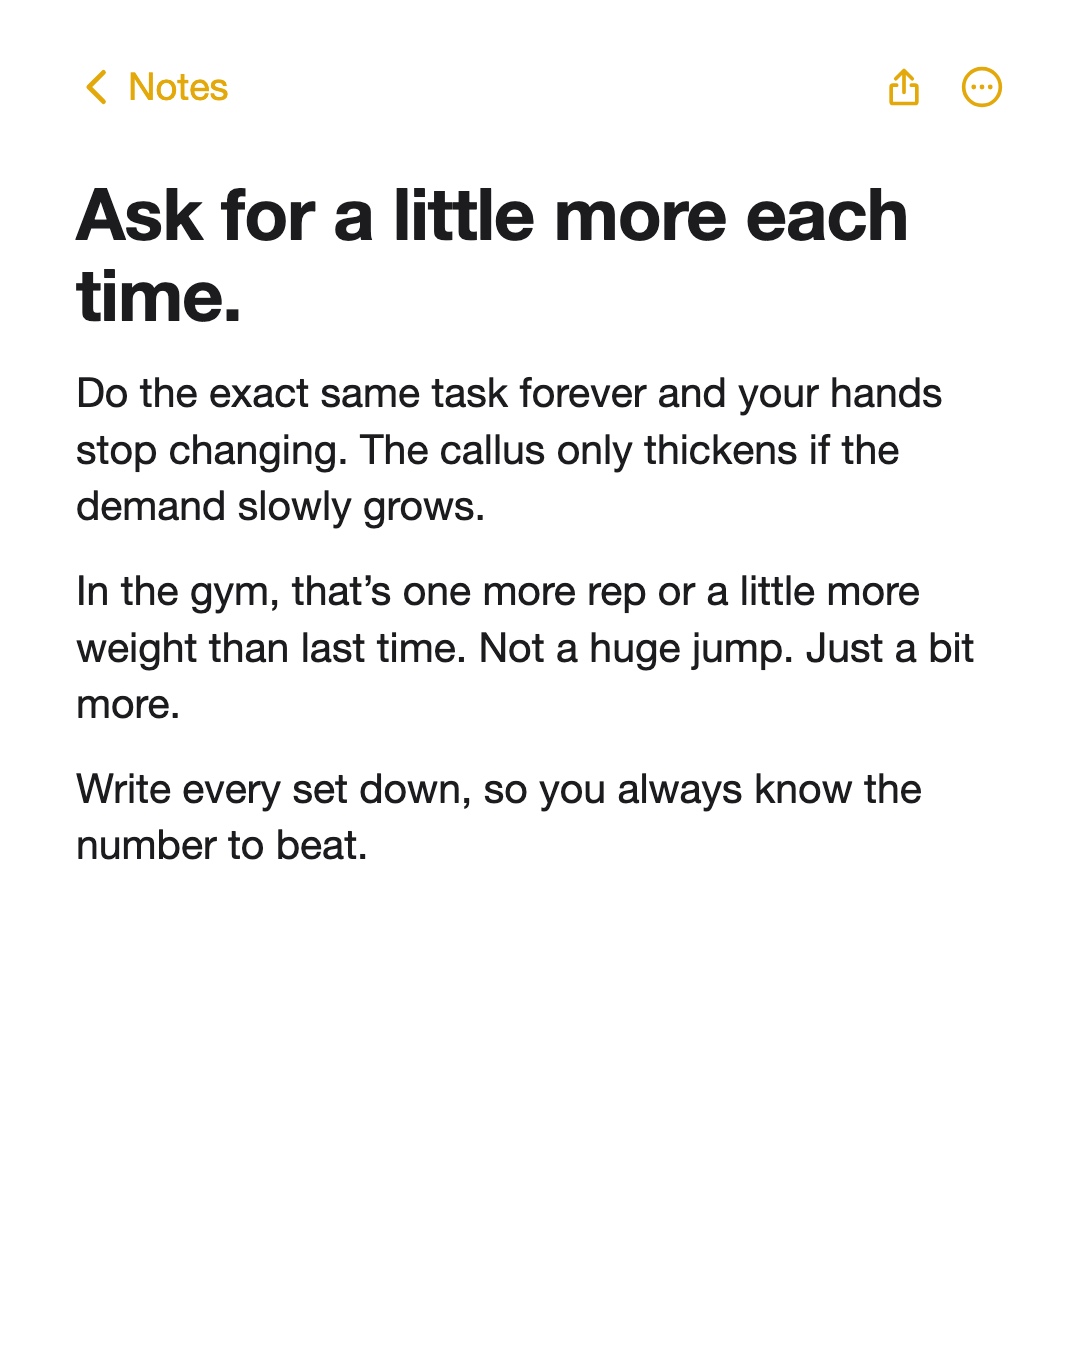 Notes
Ask for a little more each
time.
Do the exact same task forever and your hands
stop changing. The callus only thickens if the
demand slowly grows.
In the gym, that’s one more rep or a little more
weight than last time. Not a huge jump. Just a bit
more.
Write every set down, so you always know the
number to beat.